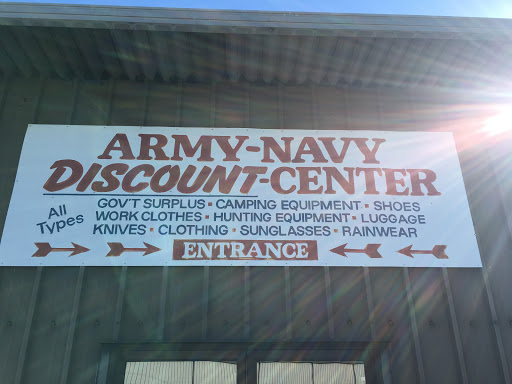 ARMY-NAVY
DISCOUNT-CENTER
All Types
GOV'T SURPLUS • CAMPING EQUIPMENT • SHOES
WORK CLOTHES • HUNTING EQUIPMENT • LUGGAGE
KNIVES • CLOTHING • SUNGLASSES • RAINWEAR
ENTRANCE